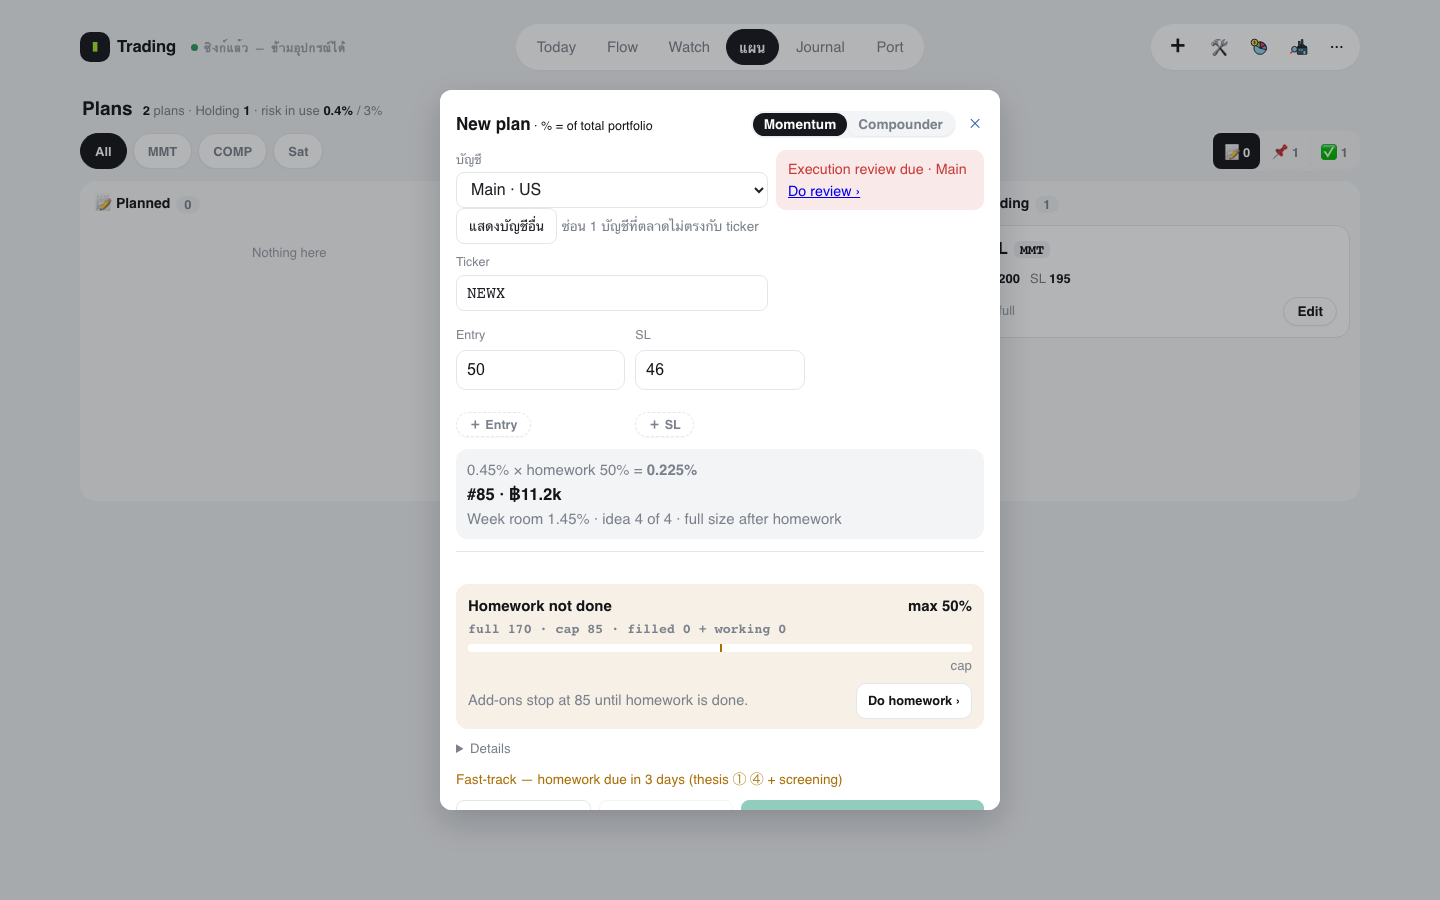 Trading
ซิงก์แล้ว — ข้ามอุปกรณ์ได้
Today Flow Watch แผน Journal Port
Plans 2 plans · Holding 1 · risk in use 0.4% / 3%
All MMT COMP Sat
0 1 1
Planned 0
Nothing here
ding 1
L MMT
200 SL 195
full
Edit
New plan · % = of total portfolio
Momentum Compounder
บัญชี
Main · US
Execution review due · Main
Do review ›
แสดงบัญชีอื่น ซ่อน 1 บัญชีที่ตลาดไม่ตรงกับ ticker
Ticker
NEWX
Entry SL
50 46
+ Entry + SL
0.45% × homework 50% = 0.225%
#85 · ฿11.2k
Week room 1.45% · idea 4 of 4 · full size after homework
Homework not done max 50%
full 170 · cap 85 · filled 0 + working 0
cap
Add-ons stop at 85 until homework is done.
Do homework ›
Details
Fast-track — homework due in 3 days (thesis ① ④ + screening)